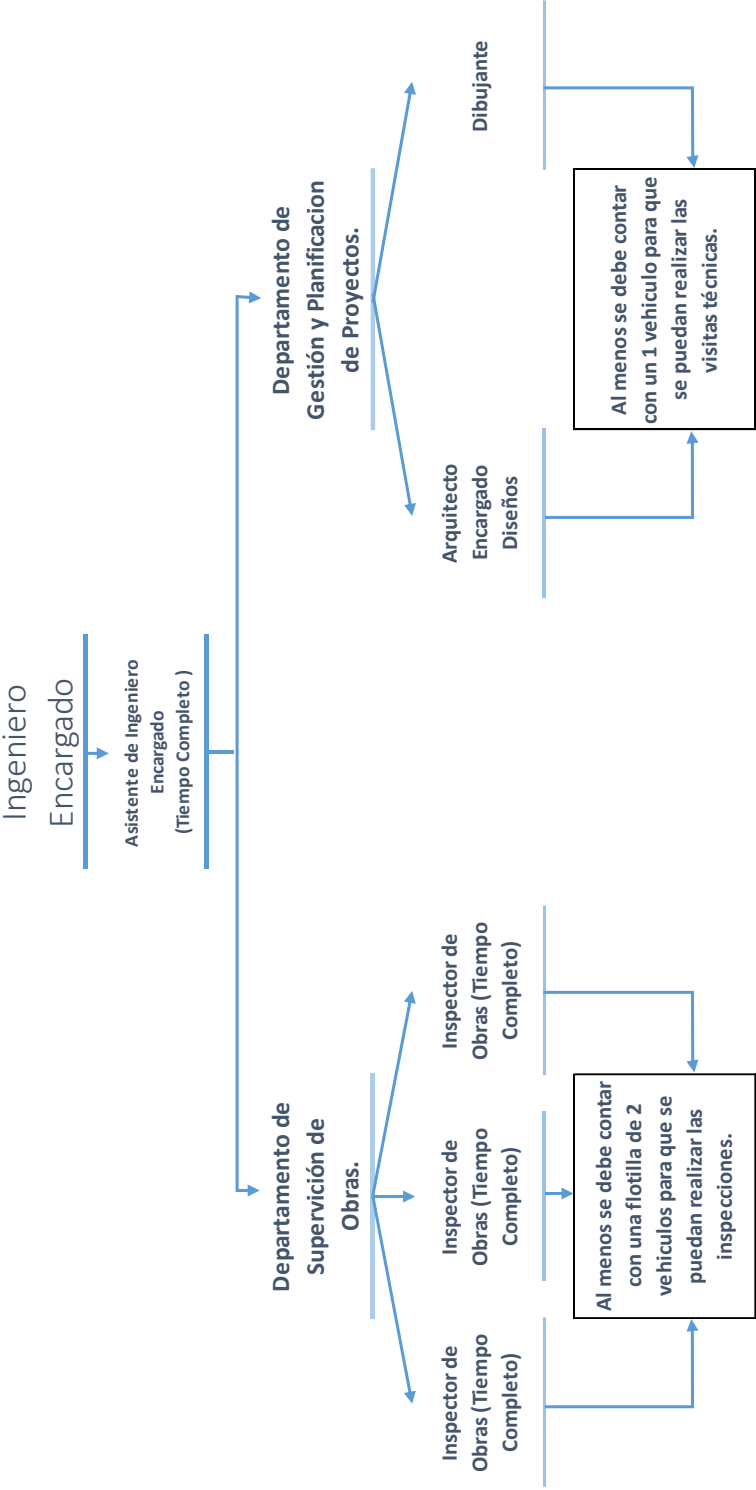 Ingeniero
Encargado
Asistente de Ingeniero
Encargado
(Tiempo Completo )
Departamento de
Supervición de
Obras.
Departamento de
Gestión y Planificacion
de Proyectos.
Inspector de
Obras (Tiempo
Completo)
Inspector de
Obras (Tiempo
Completo)
Inspector de
Obras (Tiempo
Completo)
Arquitecto
Encargado
Diseños
Dibujante
Al menos se debe contar
con una flotilla de 2
vehiculos para que se
puedan realizar las
inspecciones.
Al menos se debe contar
con un 1 vehiculo para que
se puedan realizar las
visitas técnicas.